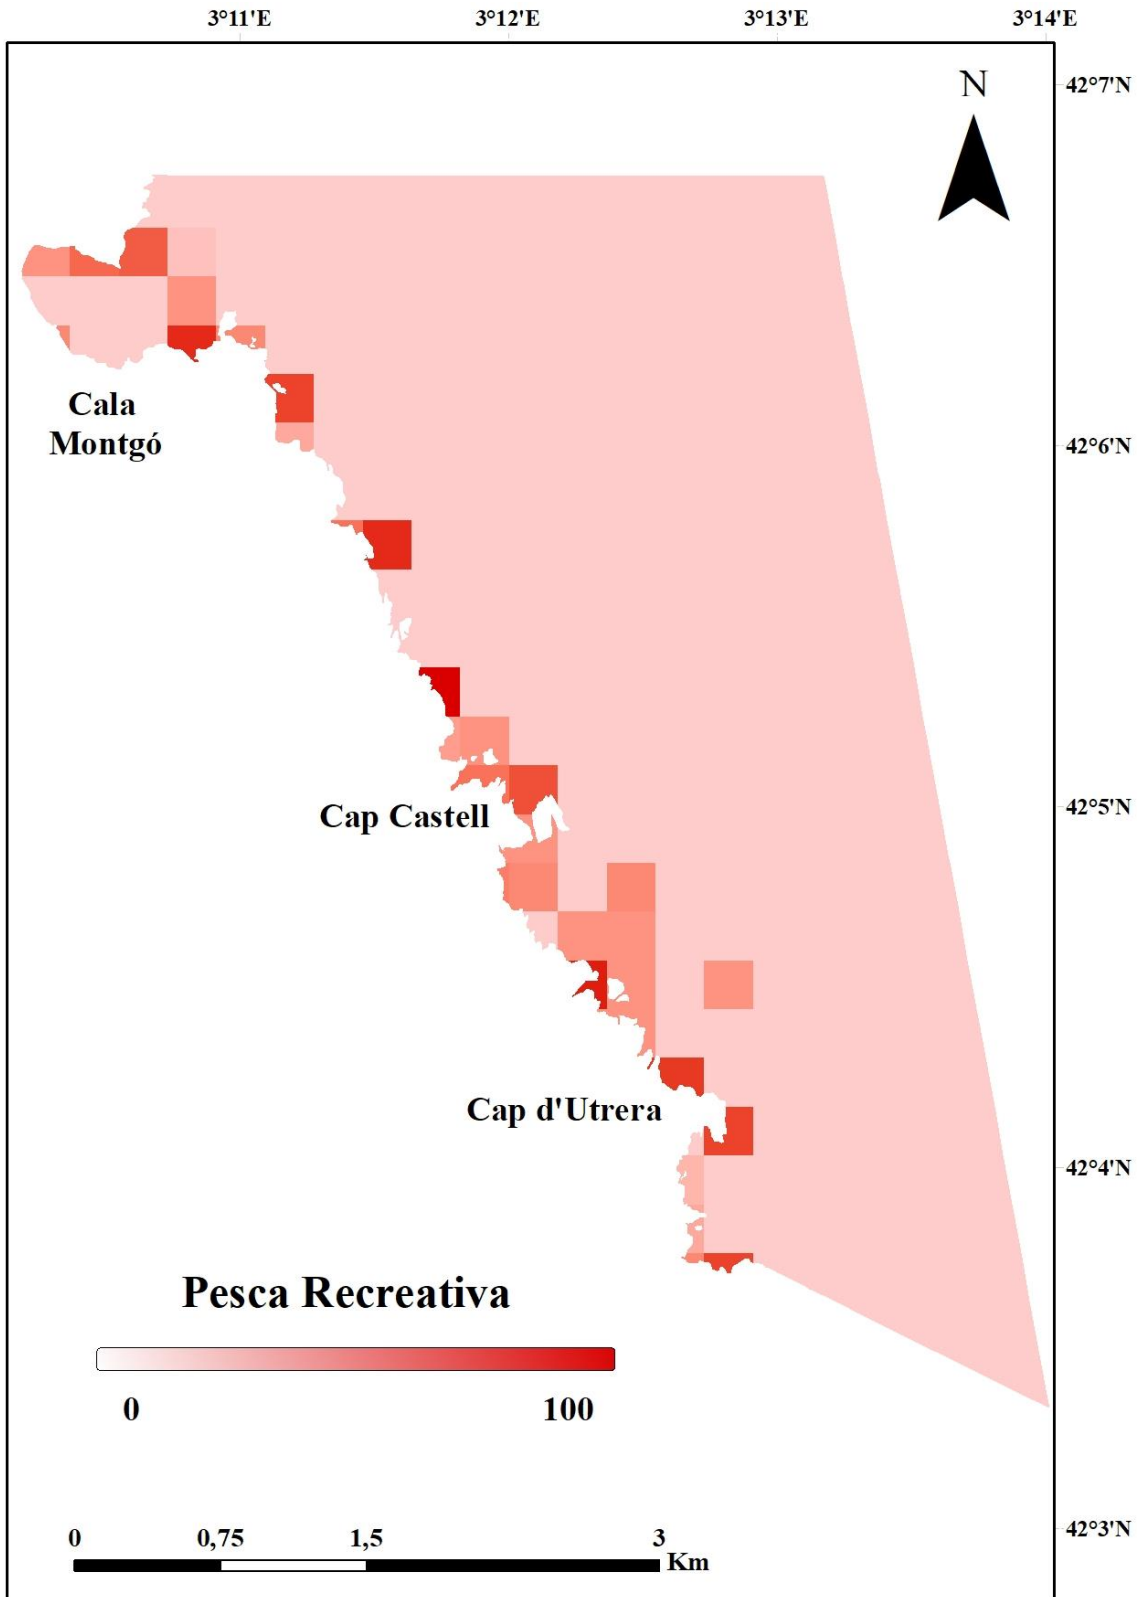 3°11'E 3°12'E 3°13'E 3°14'E
N
42°7'N
Cala
Montgó
42°6'N
Cap Castell
42°5'N
Cap d'Utrera
42°4'N
Pesca Recreativa
0 100
42°3'N
0 0,75 1,5 3
Km